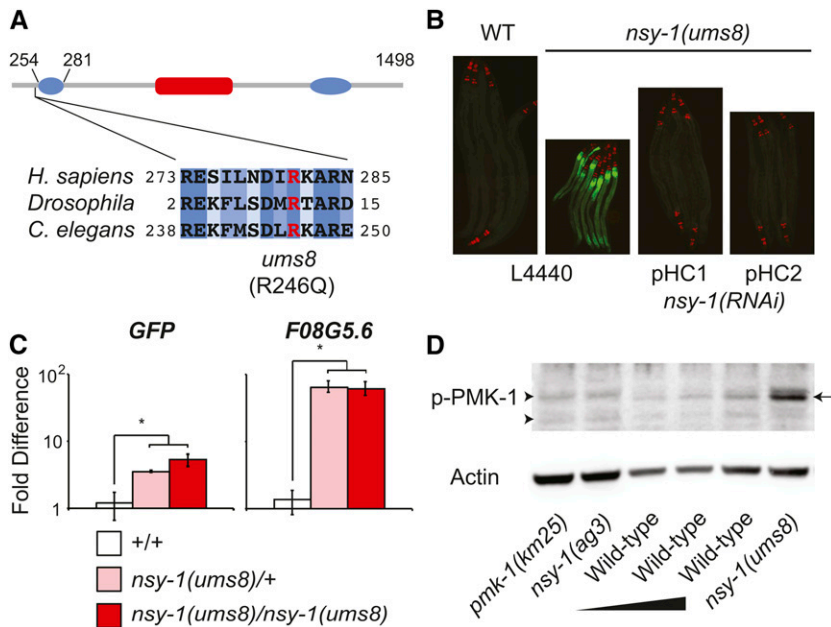 A
254
281
1498
H. sapiens 273 RESILNDIRKARN 285
Drosophila 2 REKFLSDMRTARD 15
C. elegans 238 REKFMSDLRKARE 250
ums8
(R246Q)
B
WT
nsy-1(ums8)
L4440
pHC1
pHC2
nsy-1(RNAi)
C
GFP
F08G5.6
Fold Difference
10²
10
1
*
*
+/+
nsy-1(ums8)/+
nsy-1(ums8)/nsy-1(ums8)
D
p-PMK-1
Actin
pmk-1(km25)
nsy-1(ag3)
Wild-type
Wild-type
Wild-type
nsy-1(ums8)